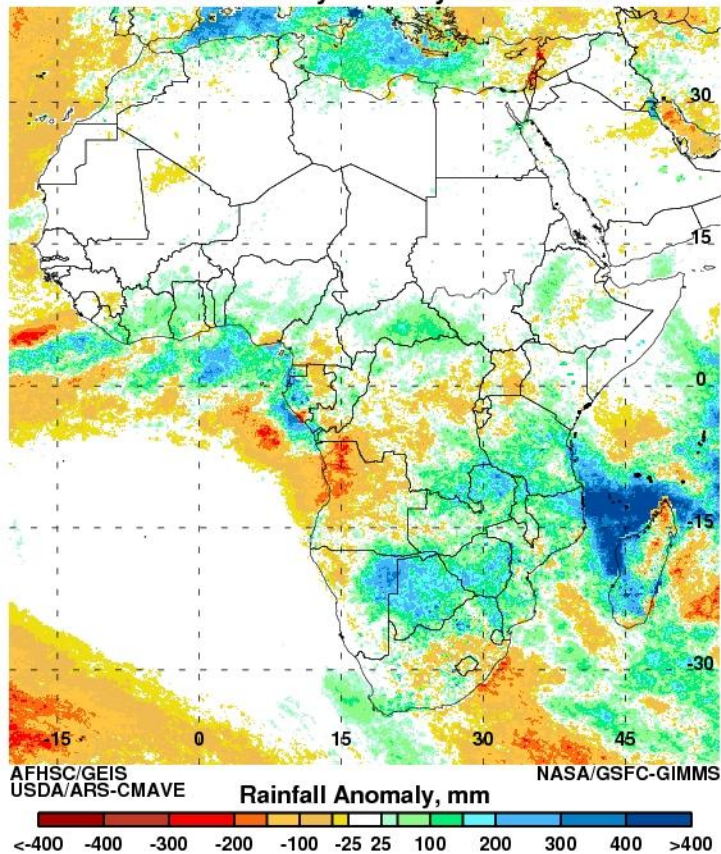 30
15
0
-15
-30
15 0 15 30 45
AFHSC/GEIS NASA/GSFC-GIMMS
USDA/ARS-CMAVE
Rainfall Anomaly, mm
<-400 -400 -300 -200 -100 -25 25 100 200 300 400 >400